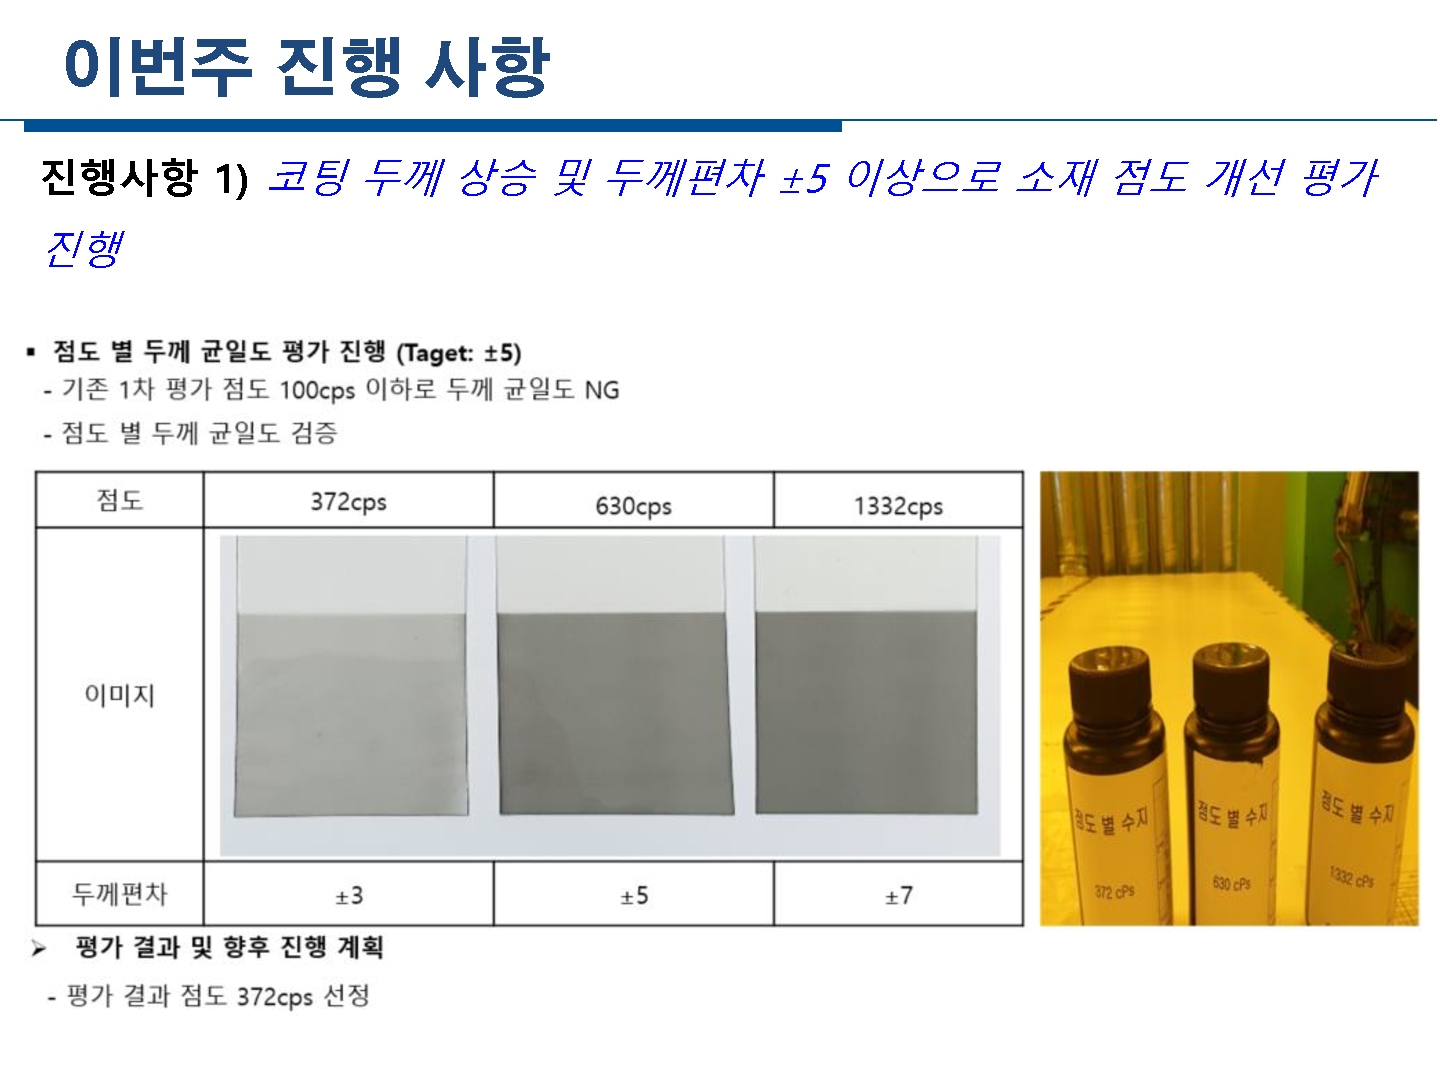 이번주 진행 사항
진행사항 1) 코팅 두께 상승 및 두께편차 ±5 이상으로 소재 점도 개선 평가
진행
▪ 점도 별 두께 균일도 평가 진행 (Taget: ±5)
- 기존 1차 평가 점도 100cps 이하로 두께 균일도 NG
- 점도 별 두께 균일도 검증
점도 372cps 630cps 1332cps
이미지
두께편차 ±3 ±5 ±7
점도 별 수지 점도 별 수지 점도 별 수지
372 cPs 630 cPs 1332 cPs
➢ 평가 결과 및 향후 진행 계획
- 평가 결과 점도 372cps 선정